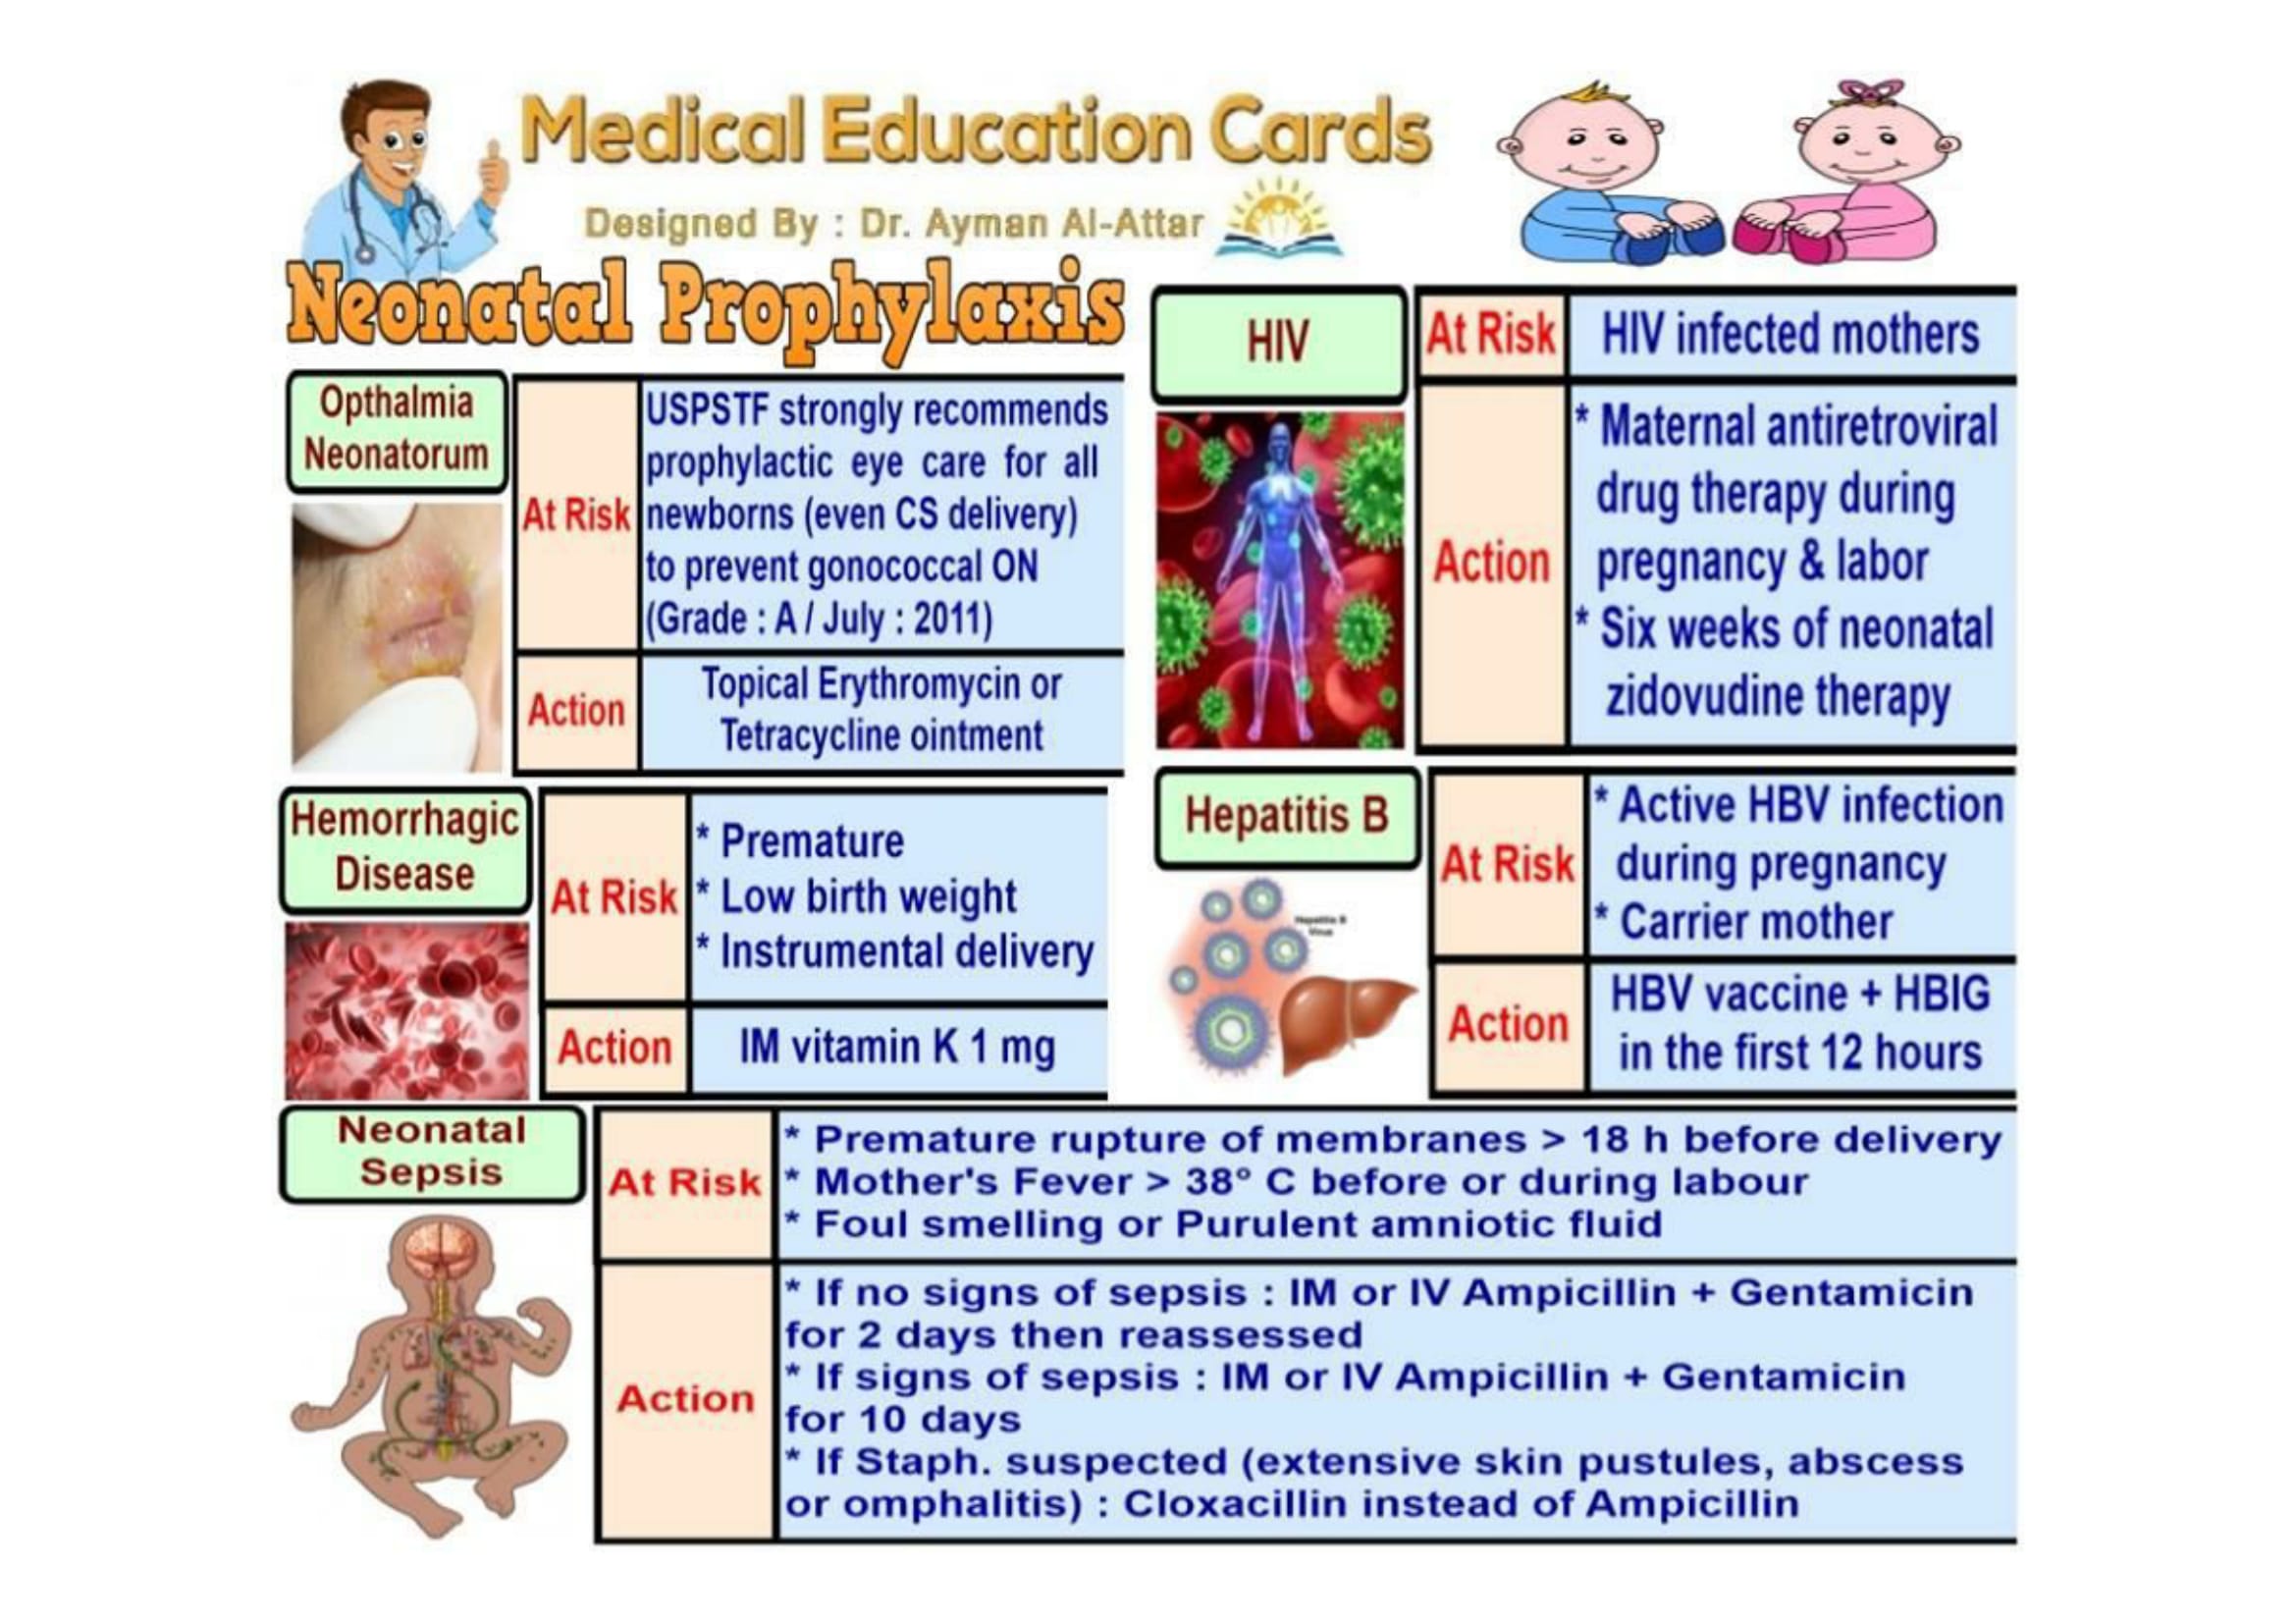 Medical Education Cards
Designed By : Dr. Ayman Al-Attar
Neonatal Prophylaxis
Opthalmia
Neonatorum
At Risk
USPSTF strongly recommends
prophylactic eye care for all
newborns (even CS delivery)
to prevent gonococcal ON
(Grade : A / July : 2011)
Action
Topical Erythromycin or
Tetracycline ointment
Hemorrhagic
Disease
At Risk
* Premature
* Low birth weight
* Instrumental delivery
Action
IM vitamin K 1 mg
HIV
At Risk
HIV infected mothers
Action
* Maternal antiretroviral
drug therapy during
pregnancy & labor
* Six weeks of neonatal
zidovudine therapy
Hepatitis B
Hepatitis B
Virus
At Risk
* Active HBV infection
during pregnancy
* Carrier mother
Action
HBV vaccine + HBIG
in the first 12 hours
Neonatal
Sepsis
At Risk
* Premature rupture of membranes > 18 h before delivery
* Mother's Fever > 38° C before or during labour
* Foul smelling or Purulent amniotic fluid
Action
* If no signs of sepsis : IM or IV Ampicillin + Gentamicin
for 2 days then reassessed
* If signs of sepsis : IM or IV Ampicillin + Gentamicin
for 10 days
* If Staph. suspected (extensive skin pustules, abscess
or omphalitis) : Cloxacillin instead of Ampicillin